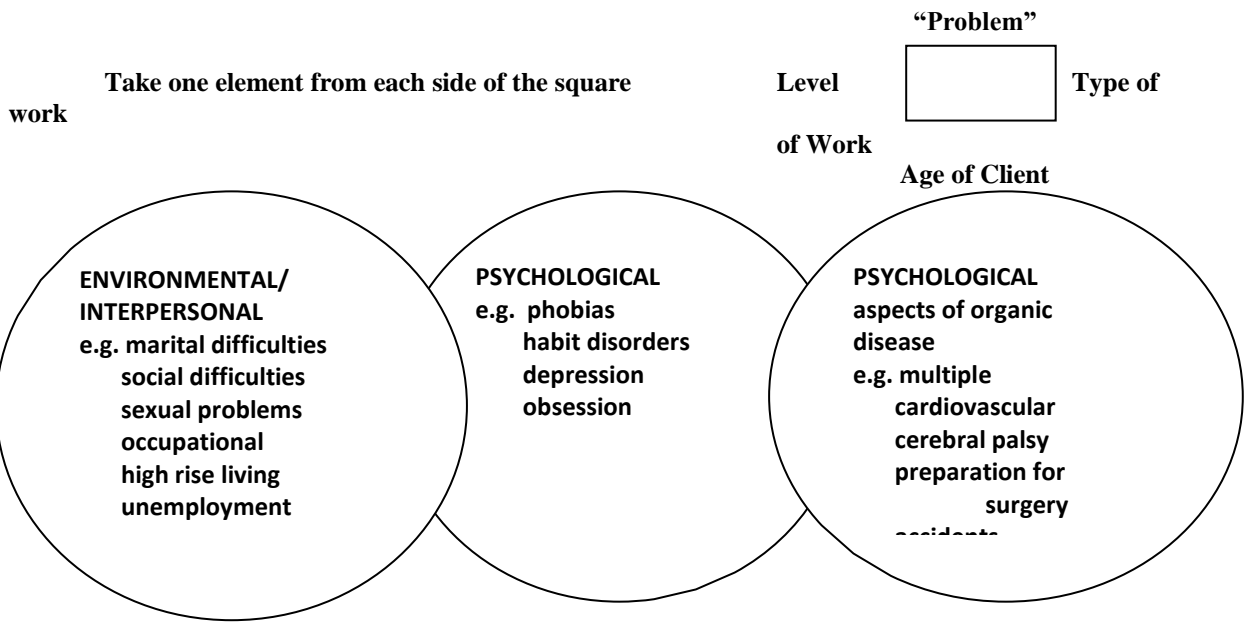 “Problem”
Take one element from each side of the square Level Type of
work
of Work
Age of Client
ENVIRONMENTAL/
INTERPERSONAL
e.g. marital difficulties
social difficulties
sexual problems
occupational
high rise living
unemployment
PSYCHOLOGICAL
e.g. phobias
habit disorders
depression
obsession
PSYCHOLOGICAL
aspects of organic
disease
e.g. multiple
cardiovascular
cerebral palsy
preparation for
surgery
accidents